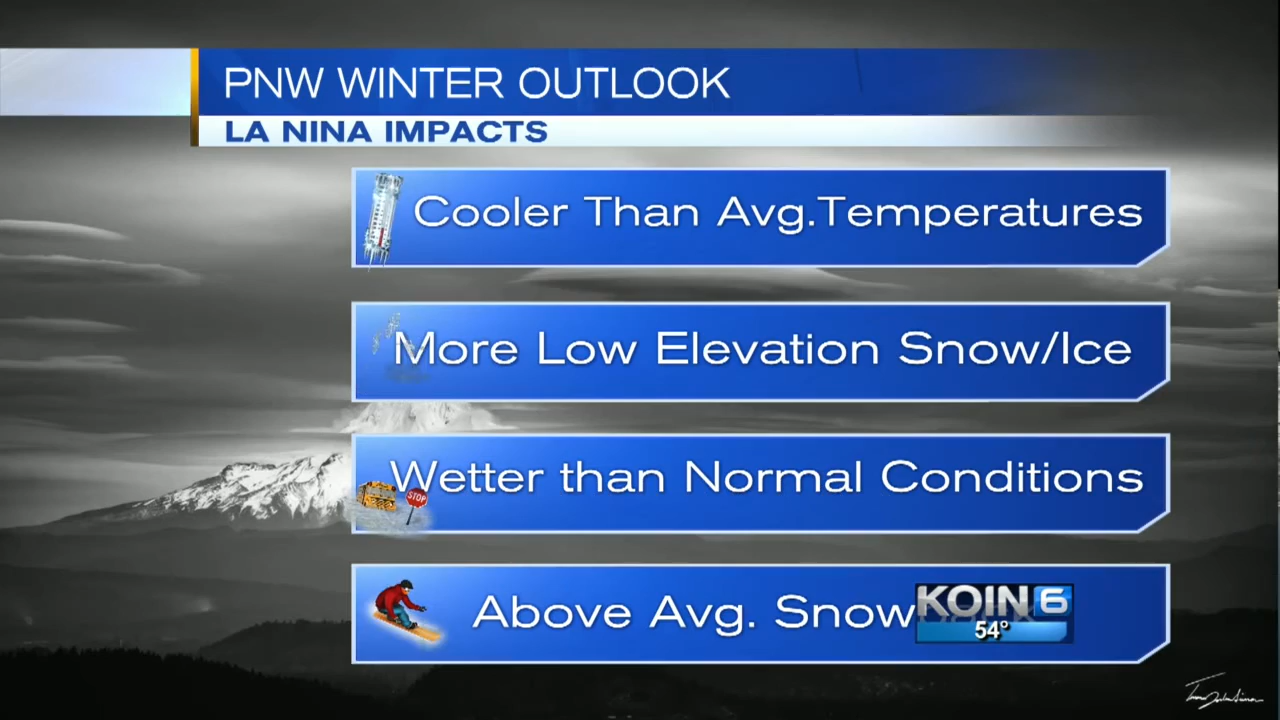 PNW WINTER OUTLOOK
LA NINA IMPACTS
Cooler Than Avg.Temperatures
More Low Elevation Snow/Ice
Wetter than Normal Conditions
STOP
Above Avg. Snow
KOIN 6
54°